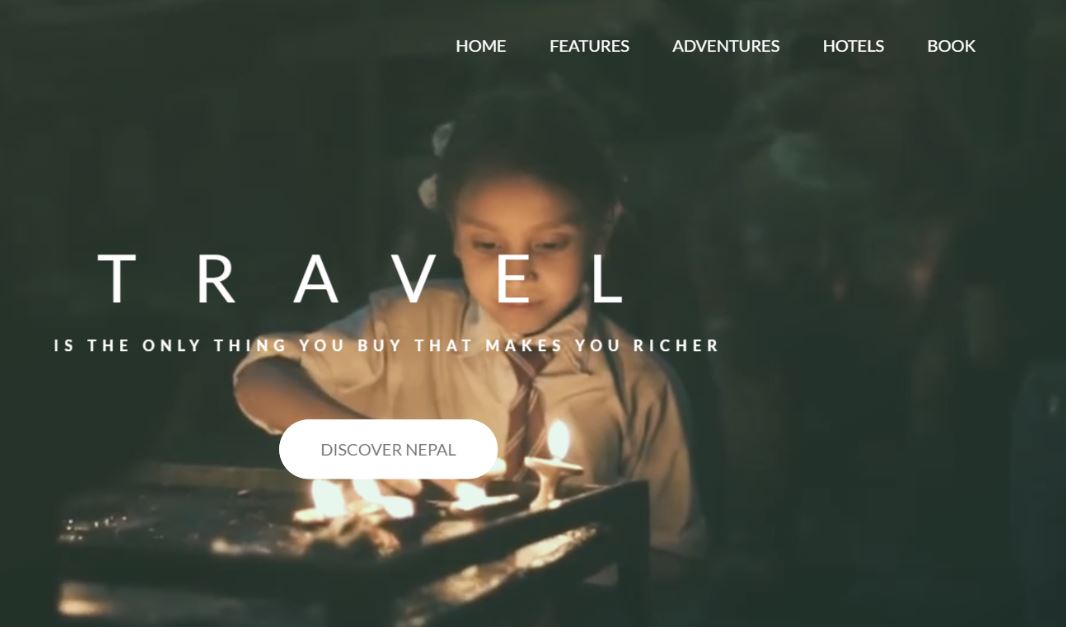 HOME FEATURES ADVENTURES HOTELS BOOK
TRAVEL
IS THE ONLY THING YOU BUY THAT MAKES YOU RICHER
DISCOVER NEPAL